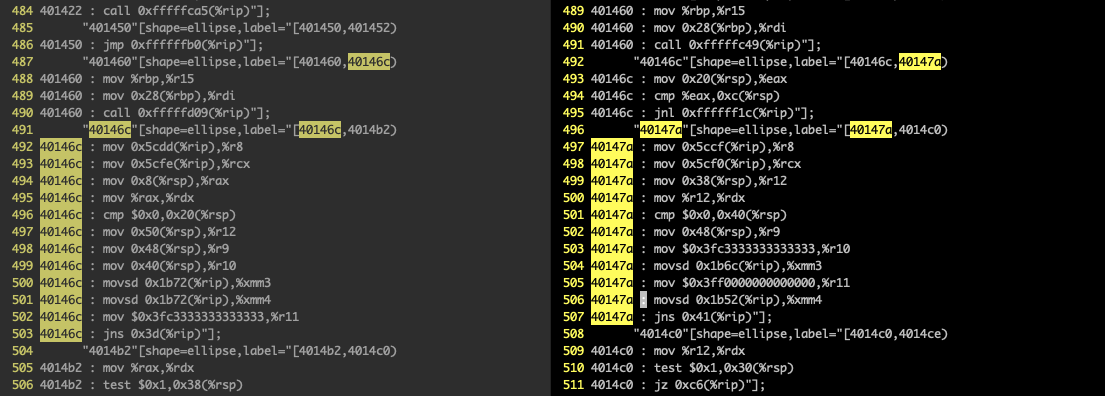 484 401422 : call 0xfffffca5(%rip)"];
485 "401450"[shape=ellipse,label="[401450,401452)
486 401450 : jmp 0xffffffb0(%rip)"];
487 "401460"[shape=ellipse,label="[401460,40146c)
488 401460 : mov %rbp,%r15
489 401460 : mov 0x28(%rbp),%rdi
490 401460 : call 0xfffffd09(%rip)"];
491 "40146c"[shape=ellipse,label="[40146c,4014b2)
492 40146c : mov 0x5cdd(%rip),%r8
493 40146c : mov 0x5cfe(%rip),%rcx
494 40146c : mov 0x8(%rsp),%rax
495 40146c : mov %rax,%rdx
496 40146c : cmp $0x0,0x20(%rsp)
497 40146c : mov 0x50(%rsp),%r12
498 40146c : mov 0x48(%rsp),%r9
499 40146c : mov 0x40(%rsp),%r10
500 40146c : movsd 0x1b72(%rip),%xmm3
501 40146c : movsd 0x1b72(%rip),%xmm4
502 40146c : mov $0x3fc3333333333333,%r11
503 40146c : jns 0x3d(%rip)"];
504 "4014b2"[shape=ellipse,label="[4014b2,4014c0)
505 4014b2 : mov %rax,%rdx
506 4014b2 : test $0x1,0x38(%rsp)
489 401460 : mov %rbp,%r15
490 401460 : mov 0x28(%rbp),%rdi
491 401460 : call 0xfffffc49(%rip)"];
492 "40146c"[shape=ellipse,label="[40146c,40147a)
493 40146c : mov 0x20(%rsp),%eax
494 40146c : cmp %eax,0xc(%rsp)
495 40146c : jnl 0xffffff1c(%rip)"];
496 "40147a"[shape=ellipse,label="[40147a,4014c0)
497 40147a : mov 0x5ccf(%rip),%r8
498 40147a : mov 0x5cf0(%rip),%rcx
499 40147a : mov 0x38(%rsp),%r12
500 40147a : mov %r12,%rdx
501 40147a : cmp $0x0,0x40(%rsp)
502 40147a : mov 0x48(%rsp),%r9
503 40147a : mov $0x3fc3333333333333,%r10
504 40147a : movsd 0x1b6c(%rip),%xmm3
505 40147a : mov $0x3ff0000000000000,%r11
506 40147a : movsd 0x1b52(%rip),%xmm4
507 40147a : jns 0x41(%rip)"];
508 "4014c0"[shape=ellipse,label="[4014c0,4014ce)
509 4014c0 : mov %r12,%rdx
510 4014c0 : test $0x1,0x30(%rsp)
511 4014c0 : jz 0xc6(%rip)"];